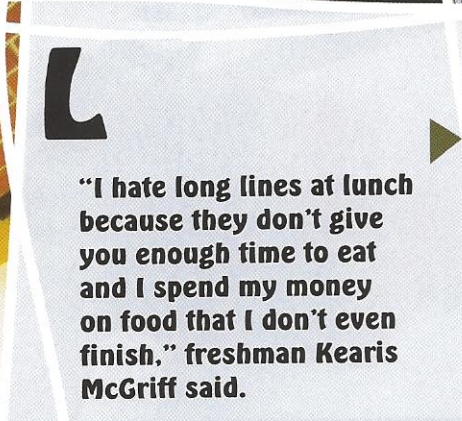 L
“I hate long lines at lunch
because they don’t give
you enough time to eat
and I spend my money
on food that I don’t even
finish,” freshman Kearis
McGriff said.